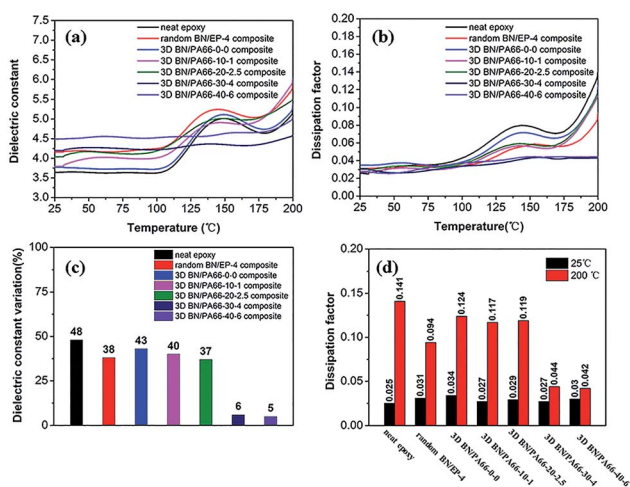 (a)
neat epoxy
random BN/EP-4 composite
3D BN/PA66-0-0 composite
3D BN/PA66-10-1 composite
3D BN/PA66-20-2.5 composite
3D BN/PA66-30-4 composite
3D BN/PA66-40-6 composite
Dielectric constant
7.5
7.0
6.5
6.0
5.5
5.0
4.5
4.0
3.5
3.0
25 50 75 100 125 150 175 200
Temperature (℃)
(b)
neat epoxy
random BN/EP-4 composite
3D BN/PA66-0-0 composite
3D BN/PA66-10-1 composite
3D BN/PA66-20-2.5 composite
3D BN/PA66-30-4 composite
3D BN/PA66-40-6 composite
Dissipation factor
0.20
0.18
0.16
0.14
0.12
0.10
0.08
0.06
0.04
0.02
0.00
25 50 75 100 125 150 175 200
Temperature(℃)
(c)
neat epoxy
random BN/EP-4 composite
3D BN/PA66-0-0 composite
3D BN/PA66-10-1 composite
3D BN/PA66-20-2.5 composite
3D BN/PA66-30-4 composite
3D BN/PA66-40-6 composite
Dielectric constant variation(%)
100
75
50
25
0
48 38 43 40 37 6 5
(d)
25℃
200 ℃
Dissipation factor
0.20
0.15
0.10
0.05
0.00
0.025 0.141 0.031 0.094 0.034 0.124 0.027 0.117 0.029 0.119 0.027 0.044 0.03 0.042
neat epoxy
random BN/EP-4
3D BN/PA66-0-0
3D BN/PA66-10-1
3D BN/PA66-20-2.5
3D BN/PA66-30-4
3D BN/PA66-40-6